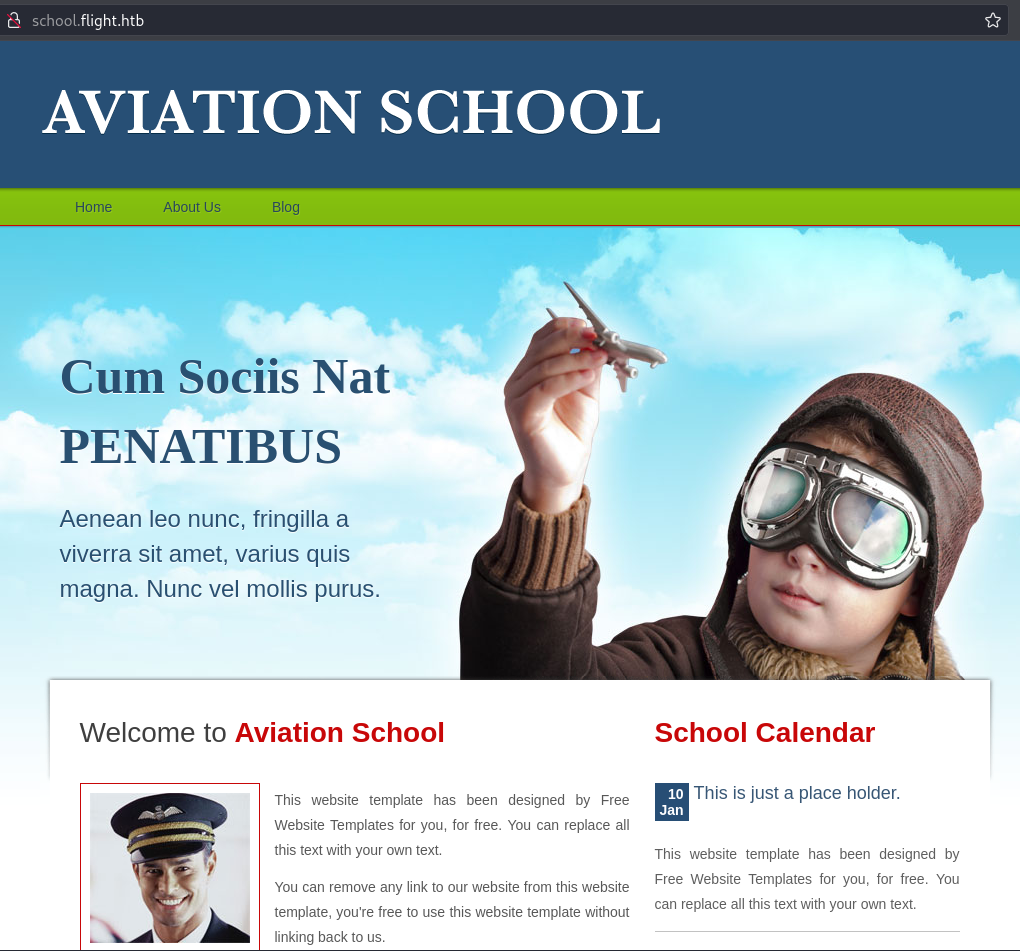 school.flight.htb
AVIATION SCHOOL
Home About Us Blog
Cum Sociis Nat
PENATIBUS
Aenean leo nunc, fringilla a
viverra sit amet, varius quis
magna. Nunc vel mollis purus.
Welcome to Aviation School
This website template has been designed by Free
Website Templates for you, for free. You can replace all
this text with your own text.
You can remove any link to our website from this website
template, you're free to use this website template without
linking back to us.
School Calendar
10
Jan
This is just a place holder.
This website template has been designed by
Free Website Templates for you, for free. You
can replace all this text with your own text.